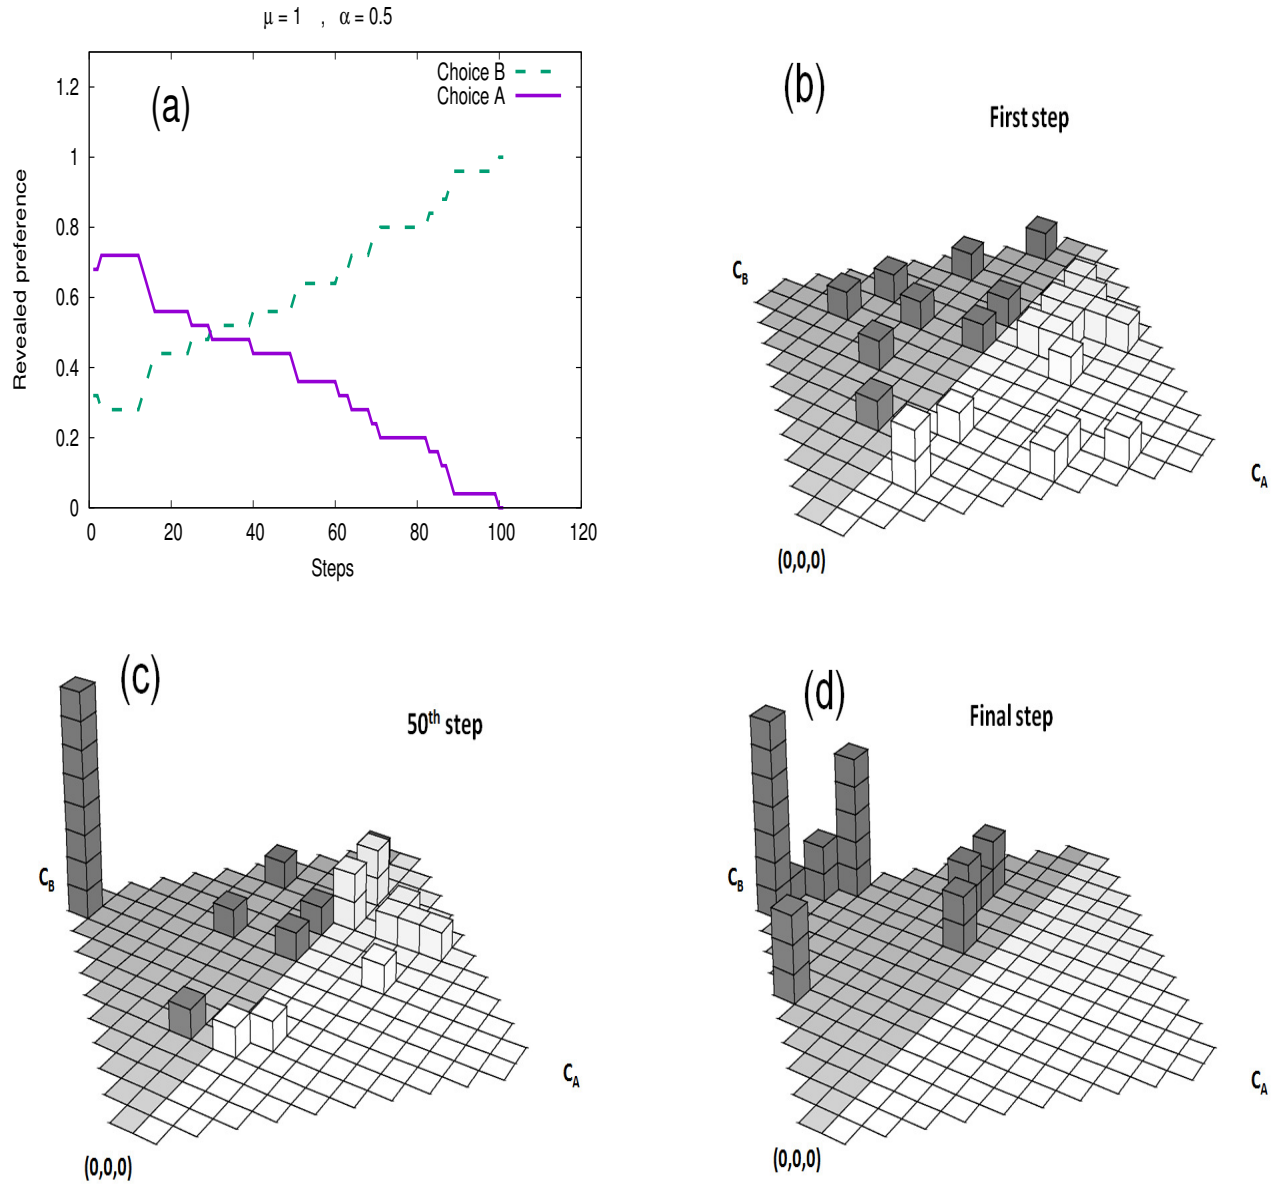 μ = 1 , α = 0.5
(a)
Choice B
Choice A
Revealed preference
1.2
1
0.8
0.6
0.4
0.2
0
0 20 40 60 80 100 120
Steps
(b)
First step
C_B
C_A
(0,0,0)
(c)
50th step
C_B
C_A
(0,0,0)
(d)
Final step
C_B
C_A
(0,0,0)